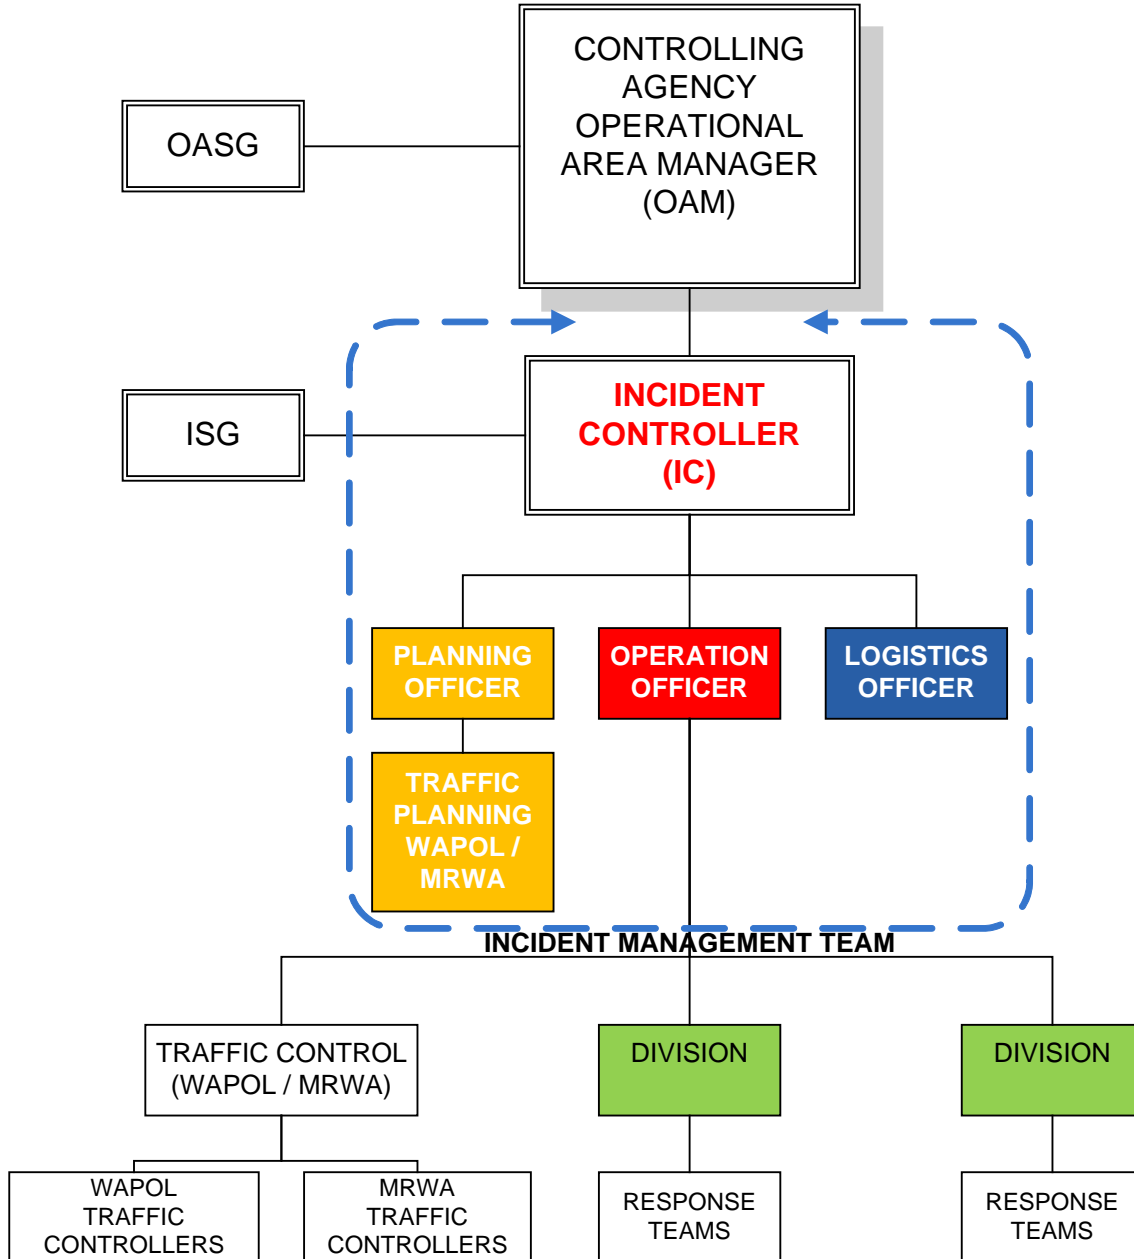 CONTROLLING
AGENCY
OPERATIONAL
AREA MANAGER
(OAM)
OASG
INCIDENT
CONTROLLER
(IC)
ISG
PLANNING
OFFICER
OPERATION
OFFICER
LOGISTICS
OFFICER
TRAFFIC
PLANNING
WAPOL /
MRWA
INCIDENT MANAGEMENT TEAM
TRAFFIC CONTROL
(WAPOL / MRWA)
DIVISION
DIVISION
WAPOL
TRAFFIC
CONTROLLERS
MRWA
TRAFFIC
CONTROLLERS
RESPONSE
TEAMS
RESPONSE
TEAMS